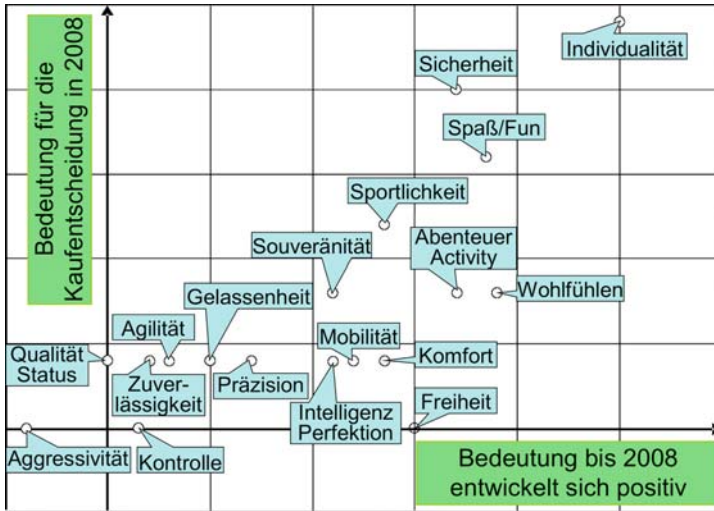 Bedeutung für die
Kaufentscheidung in 2008
Individualität
Sicherheit
Spaß/Fun
Sportlichkeit
Souveränität
Abenteuer
Activity
Gelassenheit
Wohlfühlen
Agilität
Mobilität
Qualität
Status
Zuver-
lässigkeit
Präzision
Komfort
Intelligenz
Perfektion
Freiheit
Aggressivität
Kontrolle
Bedeutung bis 2008
entwickelt sich positiv